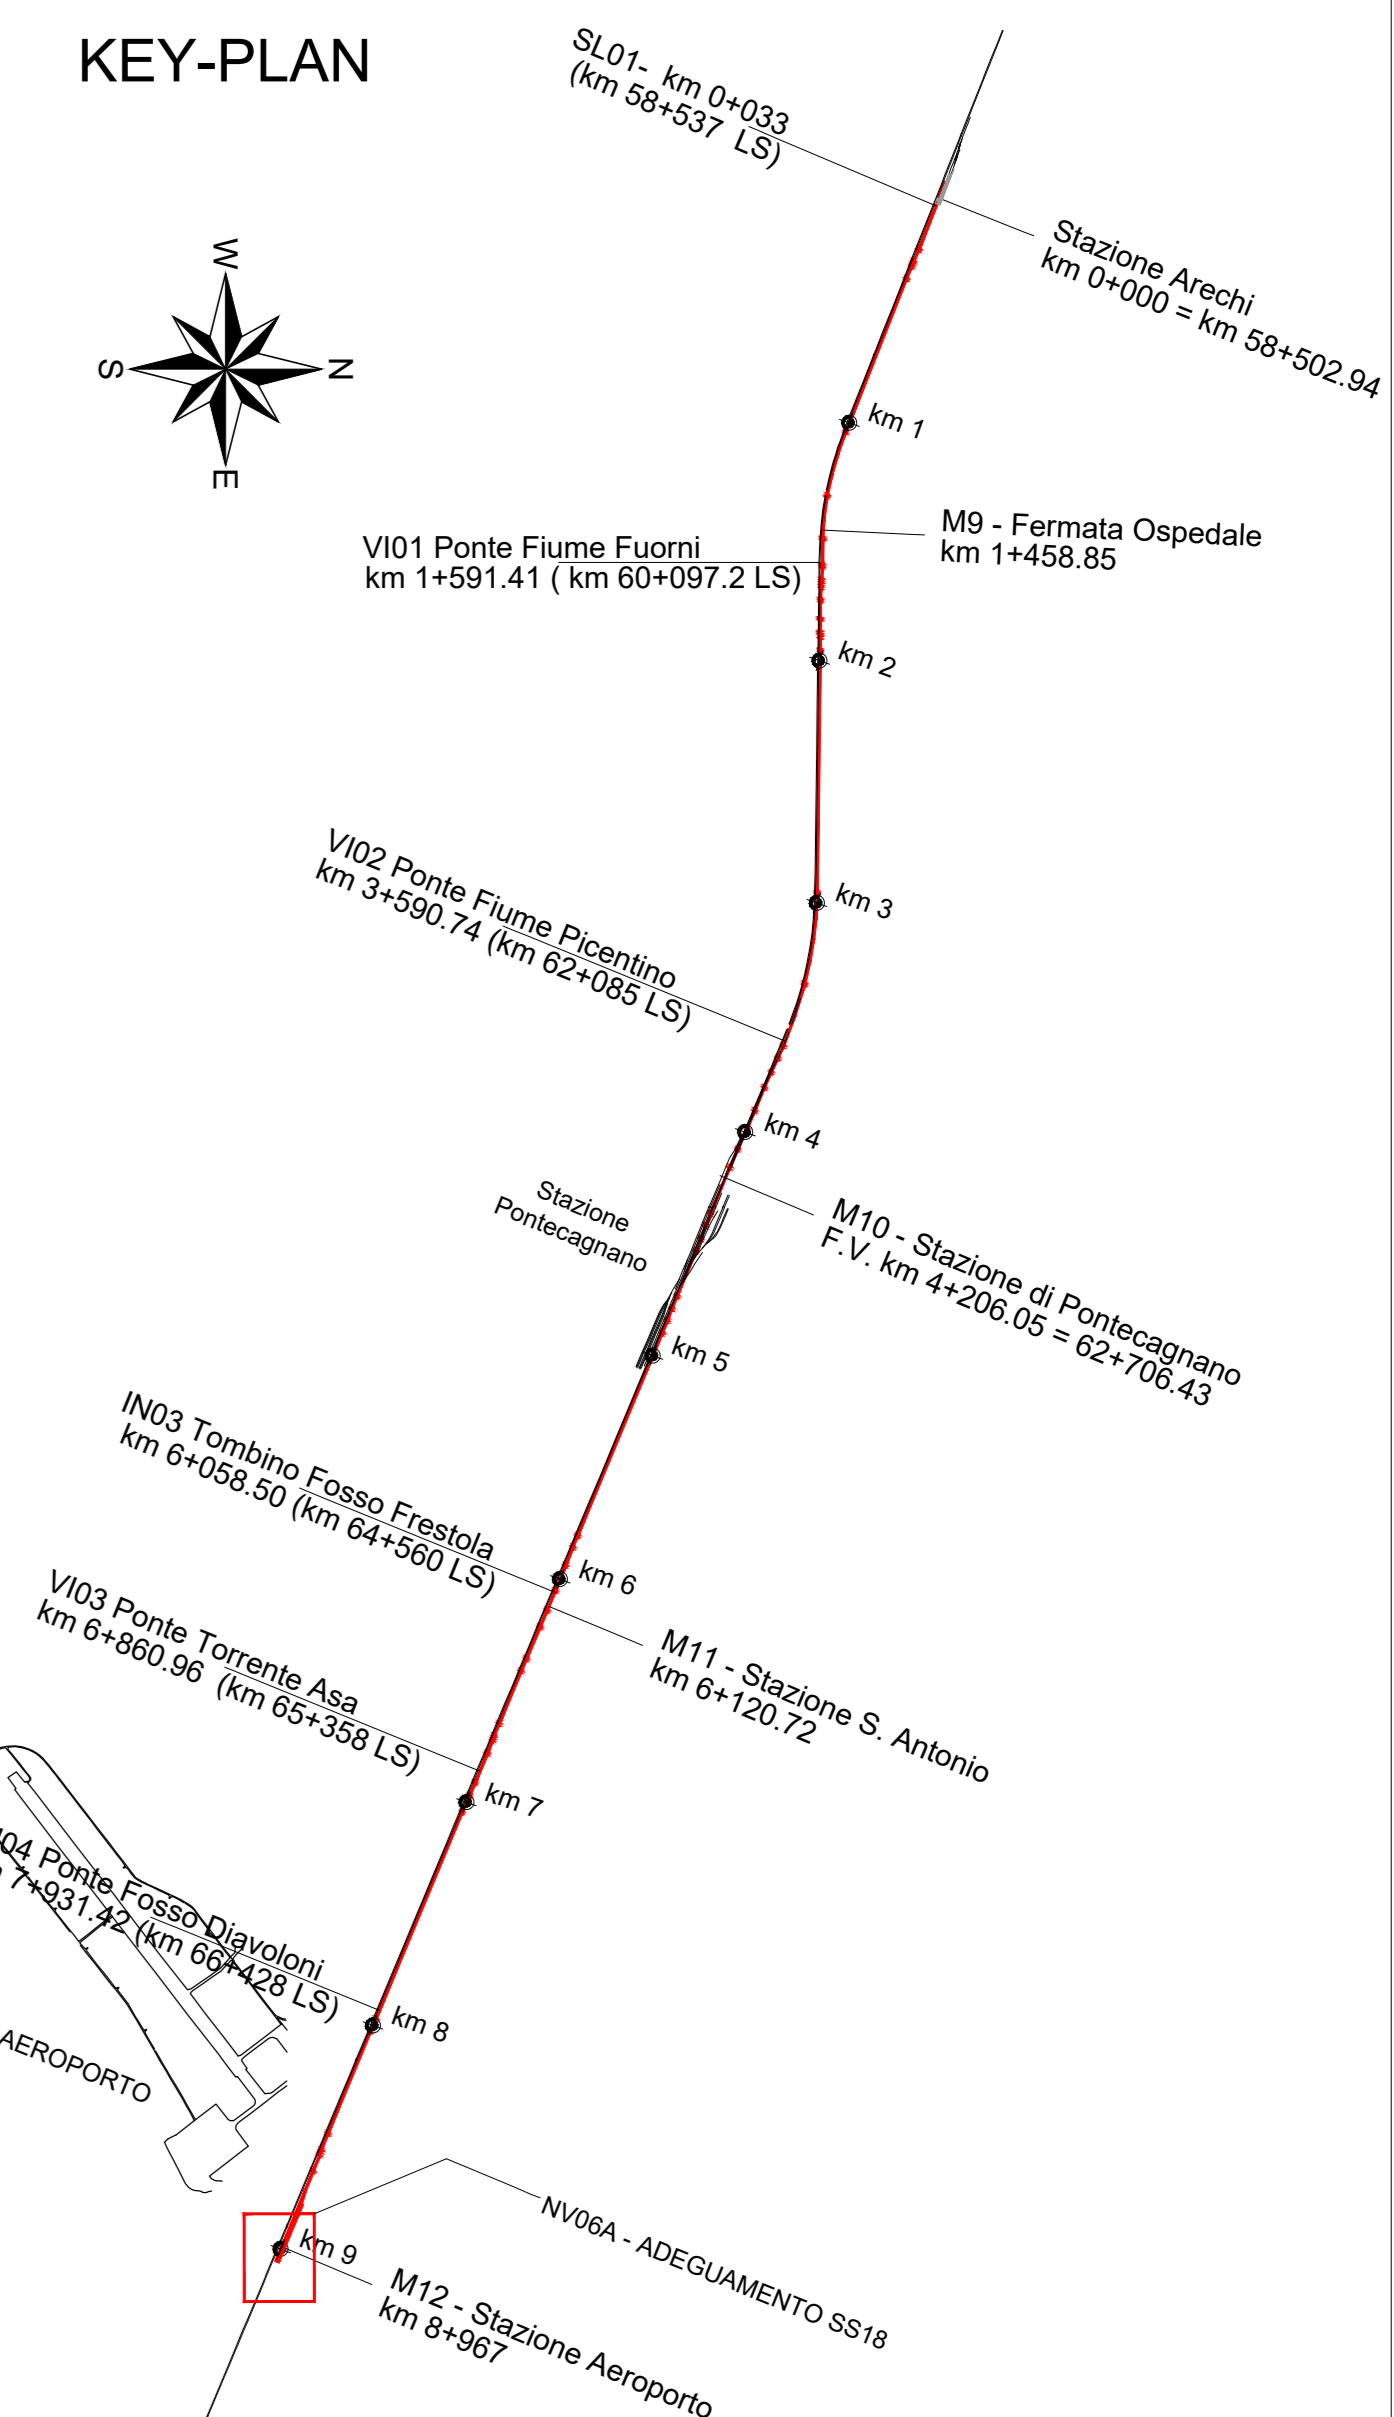 KEY-PLAN
SL01- km 0+033
(km 58+537 LS)
Stazione Arechi
km 0+000 = km 58+502.94
W
N
S
E
km 1
M9 - Fermata Ospedale
km 1+458.85
VI01 Ponte Fiume Fuorni
km 1+591.41 ( km 60+097.2 LS)
km 2
VI02 Ponte Fiume Picentino
km 3+590.74 (km 62+085 LS)
km 3
km 4
Stazione
Pontecagnano
M10 - Stazione di Pontecagnano
F.V. km 4+206.05 = 62+706.43
km 5
IN03 Tombino Fosso Frestola
km 6+058.50 (km 64+560 LS)
km 6
VI03 Ponte Torrente Asa
km 6+860.96 (km 65+358 LS)
M11 - Stazione S. Antonio
km 6+120.72
km 7
04 Ponte Fosso Diavoloni
7+931.42 (km 66+428 LS)
km 8
AEROPORTO
NV06A - ADEGUAMENTO SS18
km 9
M12 - Stazione Aeroporto
km 8+967